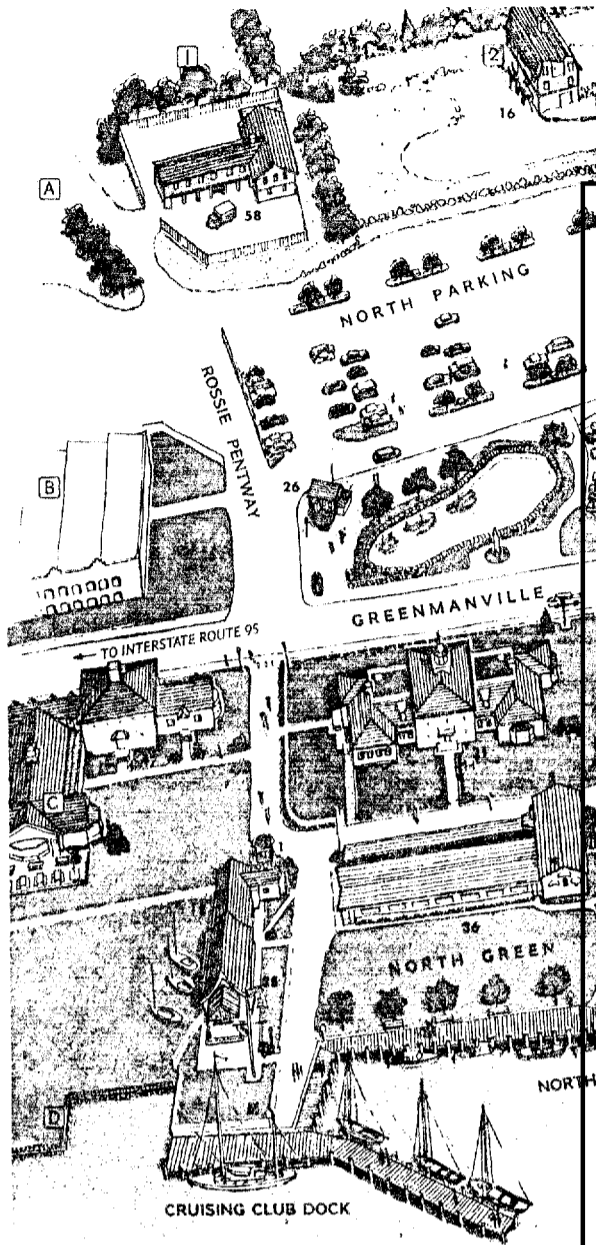 1
2
16
A
58
NORTH PARKING
ROSSIE PENTWAY
B
26
GREENMANVILLE
TO INTERSTATE ROUTE 95
C
36
NORTH GREEN
D
NORTH
CRUISING CLUB DOCK